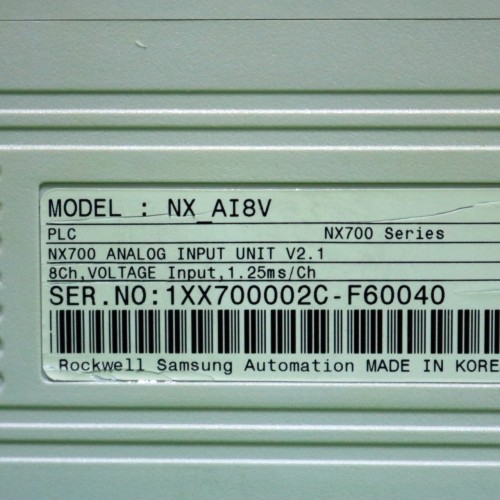 MODEL : NX_AI8V
PLC NX700 Series
NX700 ANALOG INPUT UNIT V2.1
8Ch,VOLTAGE Input,1.25ms/Ch
SER.NO:1XX700002C-F60040
Rockwell Samsung Automation MADE IN KORE